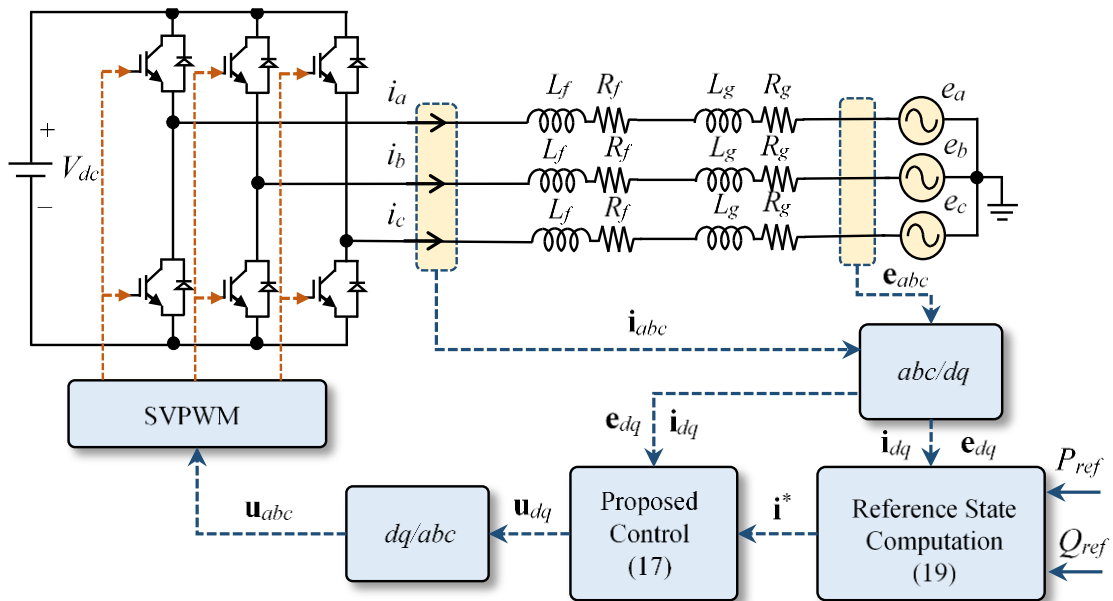 +
V_dc
−
i_a
i_b
i_c
L_f R_f L_g R_g
L_f R_f L_g R_g
L_f R_f L_g R_g
e_a
e_b
e_c
e_abc
i_abc
abc/dq
e_dq i_dq
i_dq e_dq
SVPWM
u_abc
dq/abc
u_dq
Proposed
Control
(17)
i*
Reference State
Computation
(19)
P_ref
Q_ref